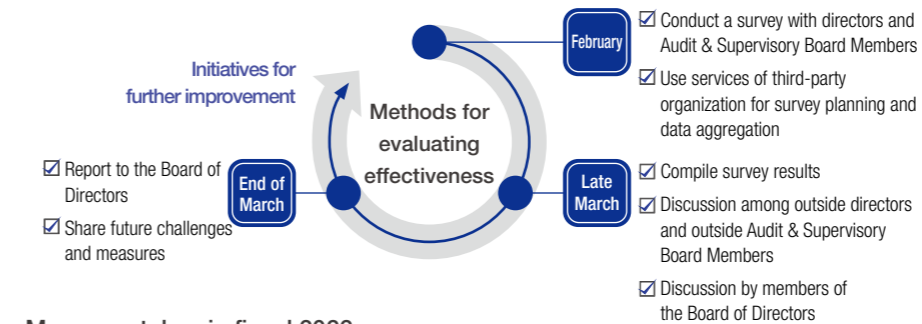 February
☑ Conduct a survey with directors and
Audit & Supervisory Board Members
☑ Use services of third-party
organization for survey planning and
data aggregation
Initiatives for
further improvement
Methods for
evaluating
effectiveness
Late
March
☑ Compile survey results
☑ Discussion among outside directors
and outside Audit & Supervisory
Board Members
☑ Discussion by members of
the Board of Directors
End of
March
☑ Report to the Board of
Directors
☑ Share future challenges
and measures